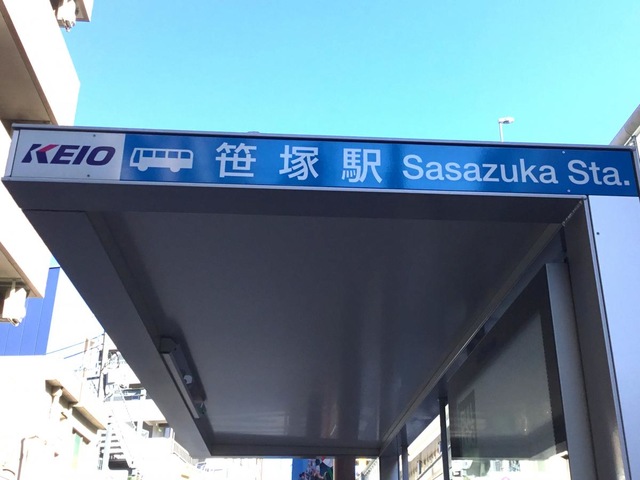 KEIO 笹塚駅 Sasazuka Sta.